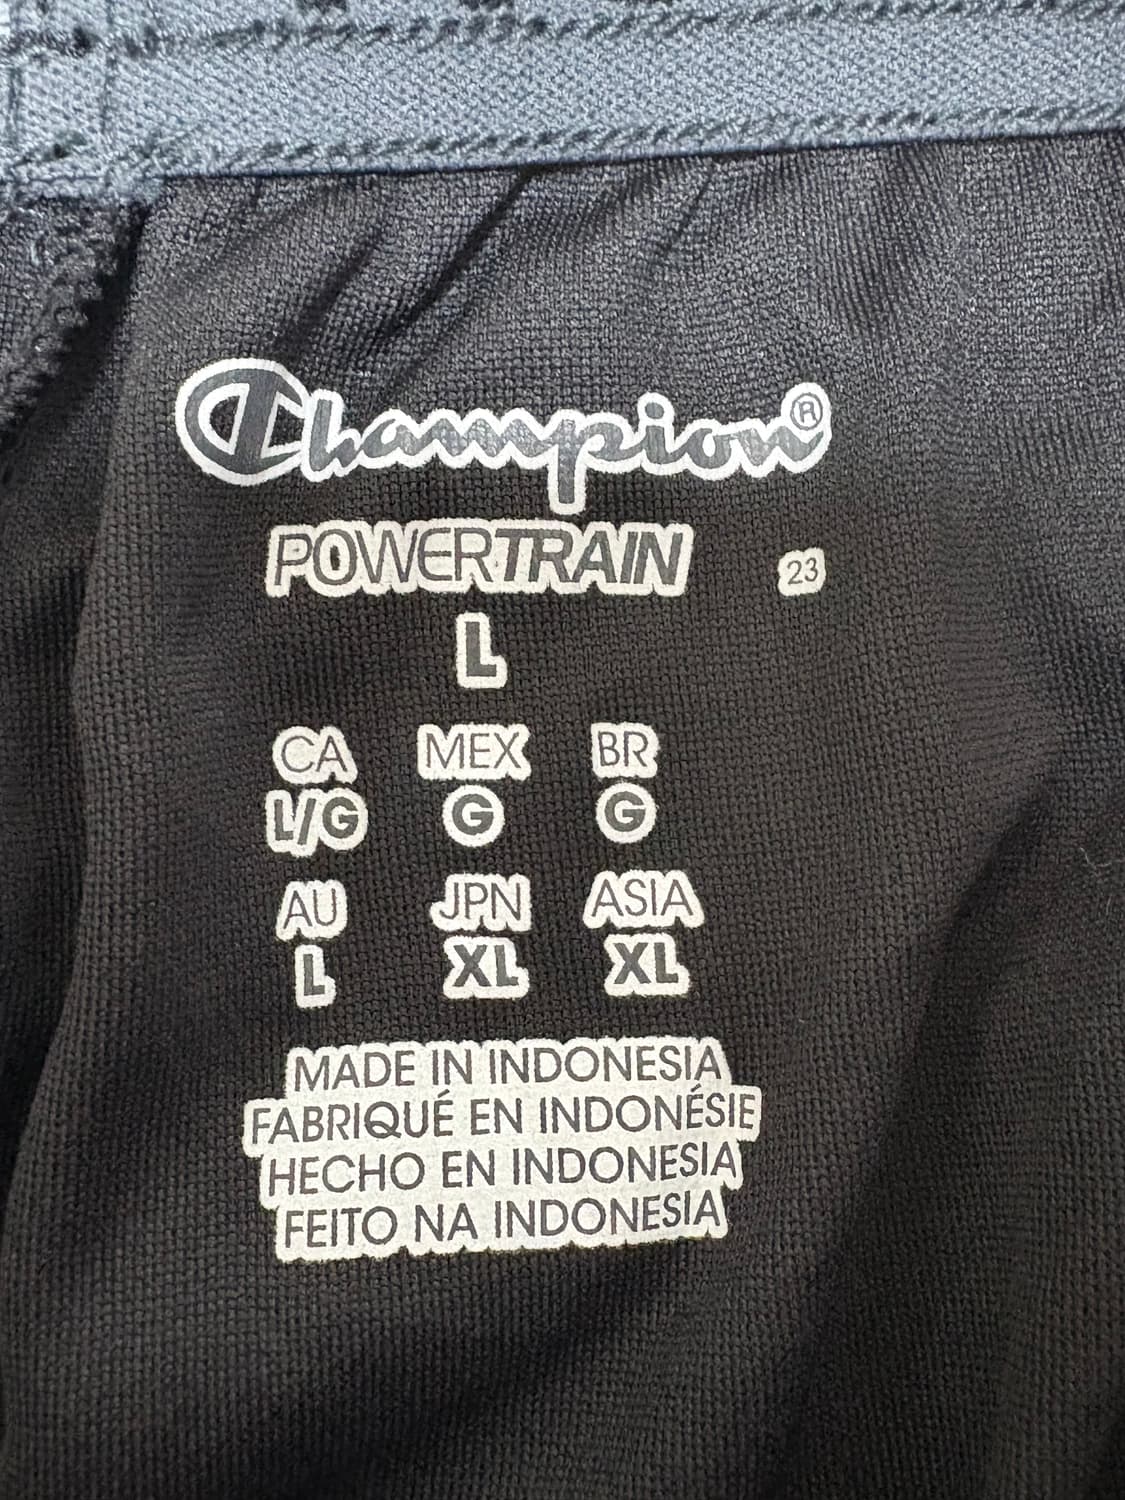 Champion®
POWERTRAIN 23
L
CA MEX BR
L/G G G
AU JPN ASIA
L XL XL
MADE IN INDONESIA
FABRIQUÉ EN INDONÉSIE
HECHO EN INDONESIA
FEITO NA INDONESIA